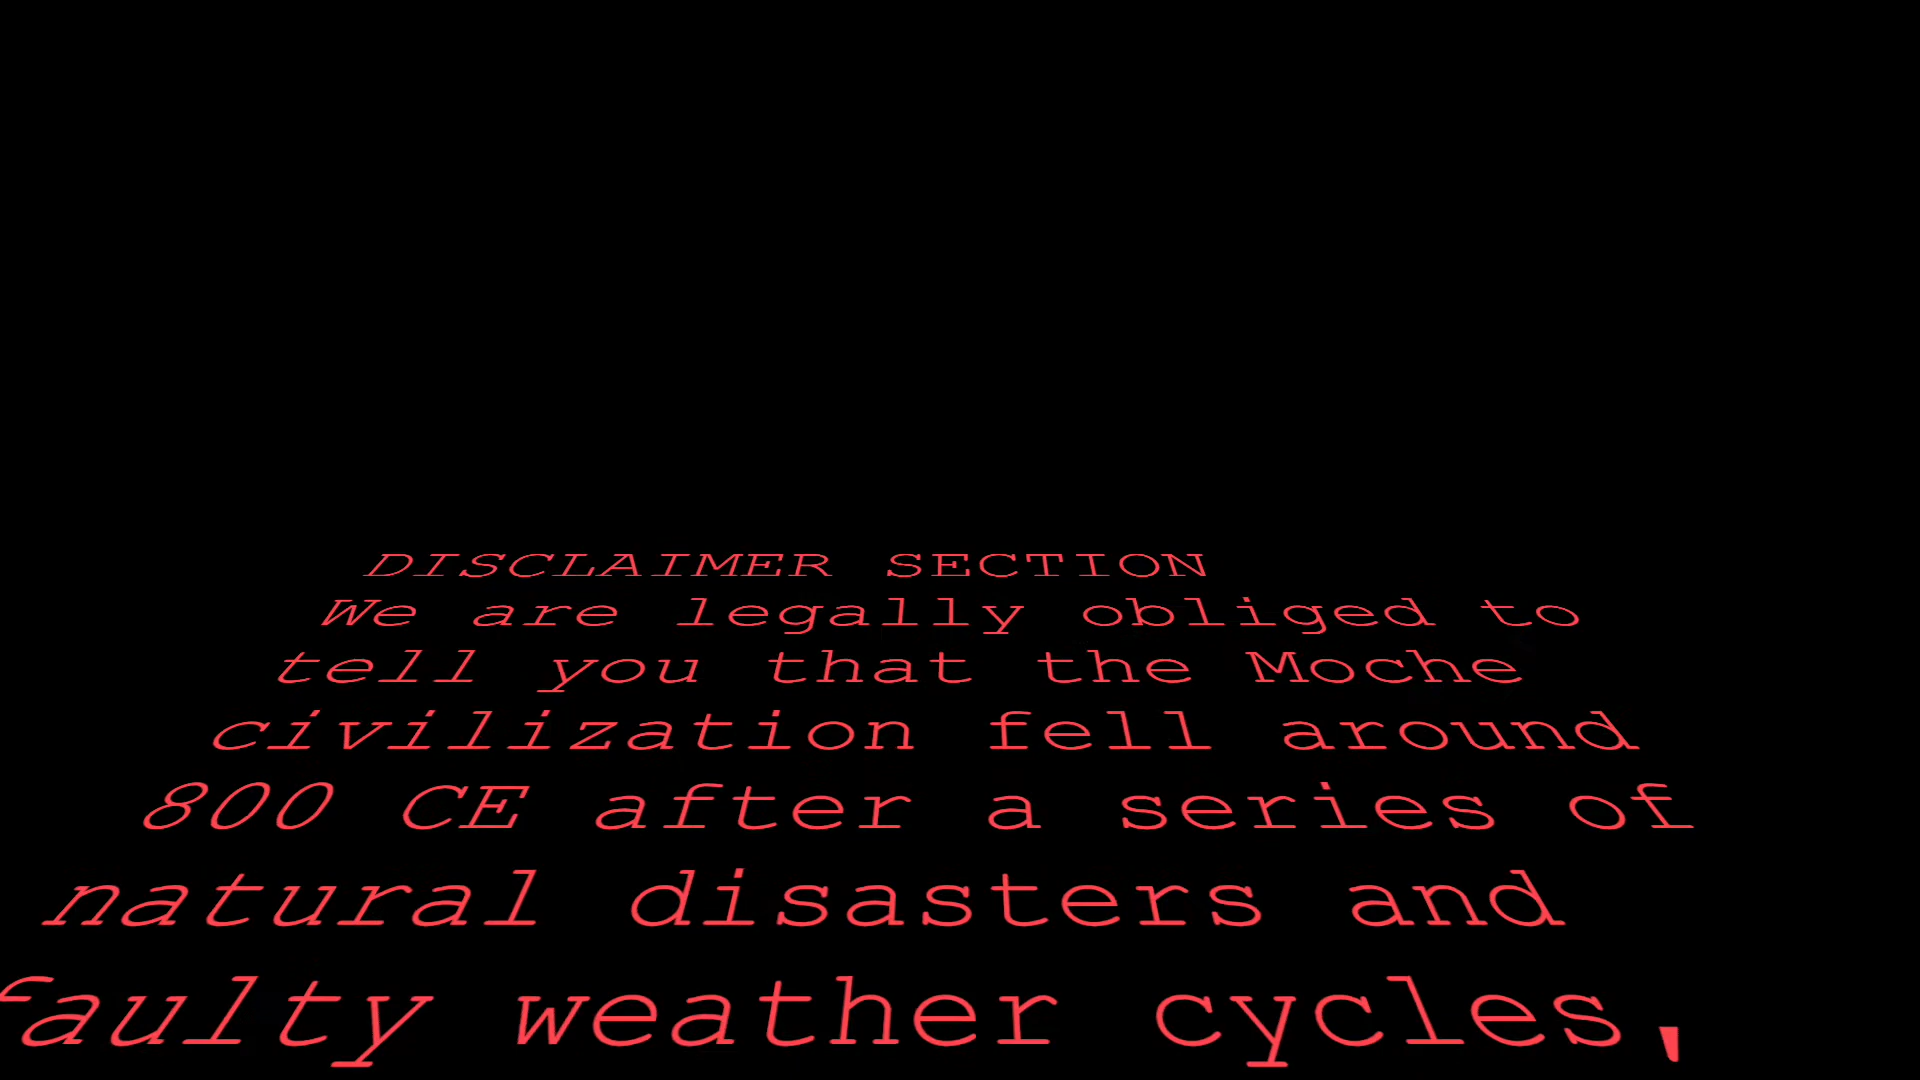 DISCLAIMER SECTION
We are legally obliged to
tell you that the Moche
civilization fell around
800 CE after a series of
natural disasters and
faulty weather cycles,